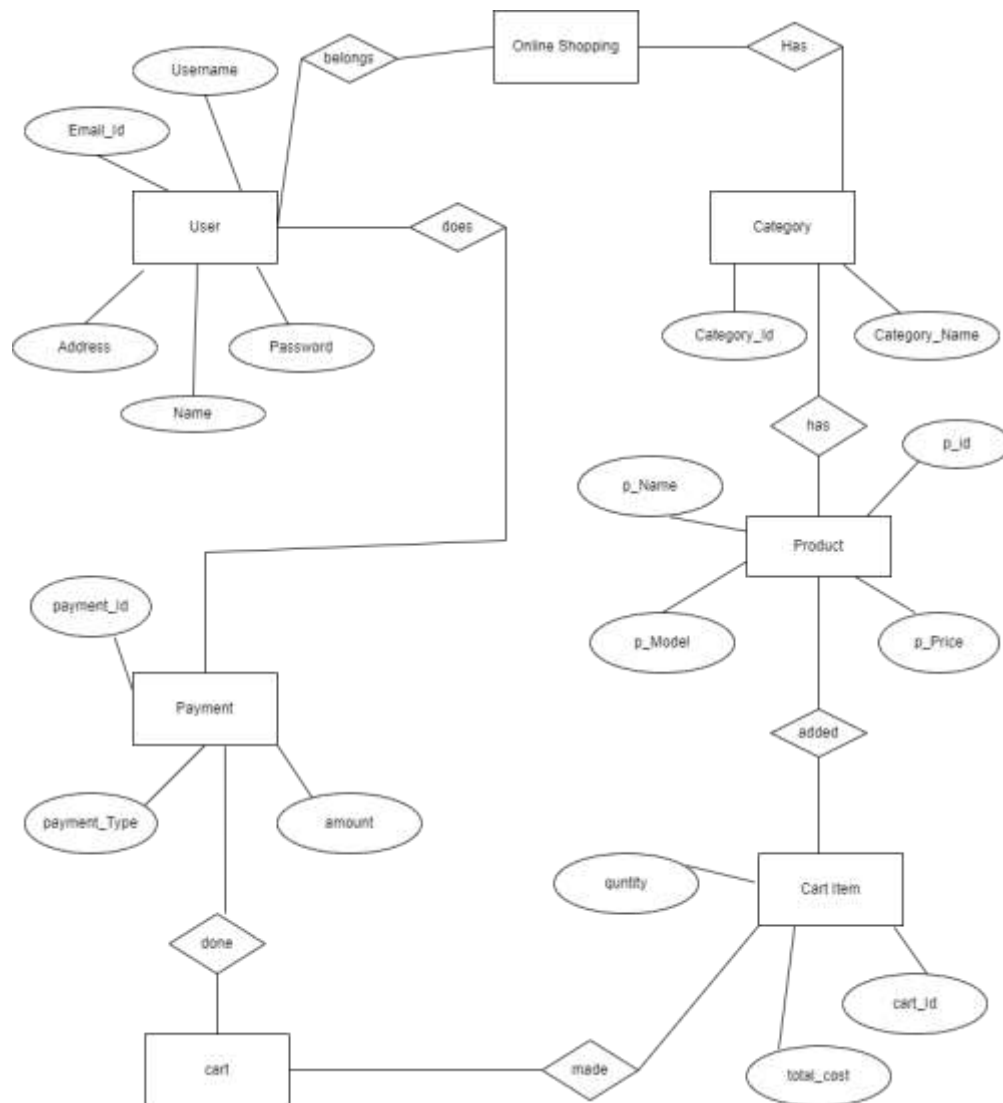 Online Shopping
belongs
Has
Username
Email_Id
User
does
Category
Address
Password
Name
Category_Id
Category_Name
has
p_id
p_Name
Product
p_Model
p_Price
payment_Id
Payment
added
payment_Type
amount
quntity
Cart Item
done
cart_Id
cart
made
total_cost